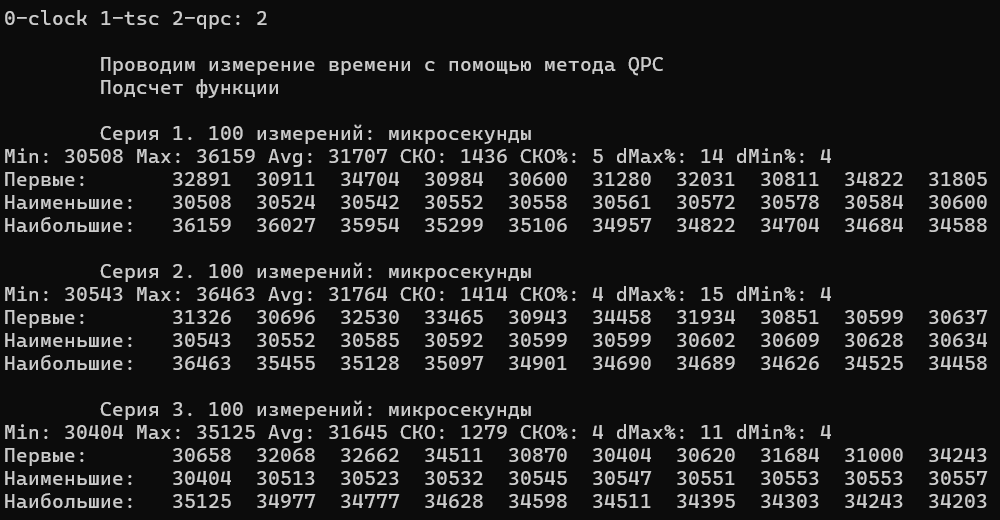 0-clock 1-tsc 2-qpc: 2
Проводим измерение времени с помощью метода QPC
Подсчет функции
Серия 1. 100 измерений: микросекунды
Min: 30508 Max: 36159 Avg: 31707 СКО: 1436 СКО%: 5 dMax%: 14 dMin%: 4
Первые: 32891 30911 34704 30984 30600 31280 32031 30811 34822 31805
Наименьшие: 30508 30524 30542 30552 30558 30561 30572 30578 30584 30600
Наибольшие: 36159 36027 35954 35299 35106 34957 34822 34704 34684 34588
Серия 2. 100 измерений: микросекунды
Min: 30543 Max: 36463 Avg: 31764 СКО: 1414 СКО%: 4 dMax%: 15 dMin%: 4
Первые: 31326 30696 32530 33465 30943 34458 31934 30851 30599 30637
Наименьшие: 30543 30552 30585 30592 30599 30599 30602 30609 30628 30634
Наибольшие: 36463 35455 35128 35097 34901 34690 34689 34626 34525 34458
Серия 3. 100 измерений: микросекунды
Min: 30404 Max: 35125 Avg: 31645 СКО: 1279 СКО%: 4 dMax%: 11 dMin%: 4
Первые: 30658 32068 32662 34511 30870 30404 30620 31684 31000 34243
Наименьшие: 30404 30513 30523 30532 30545 30547 30551 30553 30553 30557
Наибольшие: 35125 34977 34777 34628 34598 34511 34395 34303 34243 34203